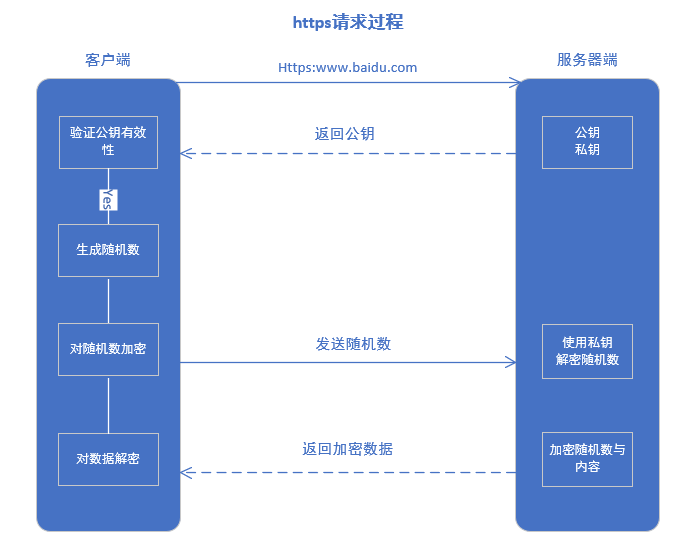 https请求过程
客户端
服务器端
Https:www.baidu.com
验证公钥有效
性
返回公钥
公钥
私钥
Yes
生成随机数
对随机数加密
发送随机数
使用私钥
解密随机数
返回加密数据
对数据解密
加密随机数与
内容